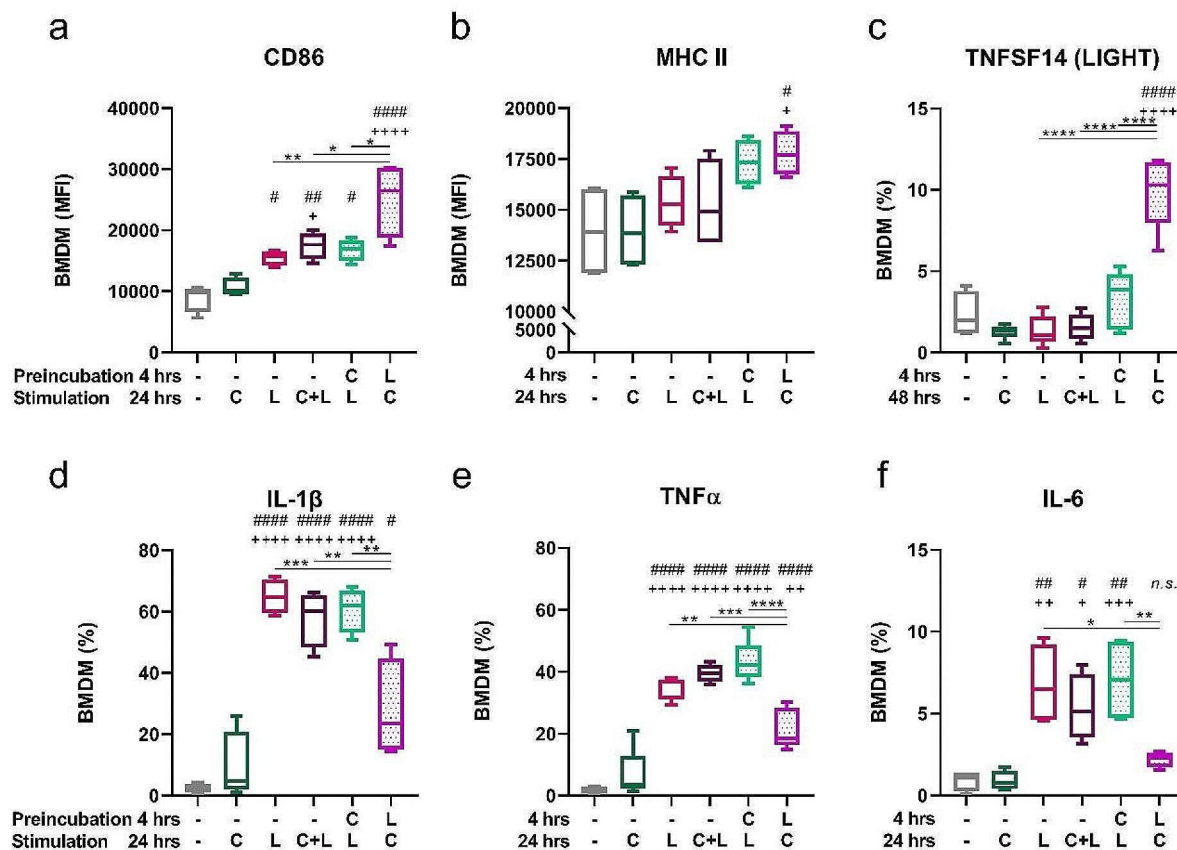 a
CD86
BMDM (MFI)
40000
30000
20000
10000
0
####
++++
*
*
**
# ## #
+
C L
Preincubation 4 hrs
Stimulation 24 hrs - C L C+L L C
b
MHC II
BMDM (MFI)
20000
17500
15000
12500
10000
5000
0
#
+
4 hrs - - - - C L
24 hrs - C L C+L L C
c
TNFSF14 (LIGHT)
BMDM (%)
15
10
5
0
####
++++
****
****
****
4 hrs - - - - C L
48 hrs - C L C+L L C
d
IL-1β
BMDM (%)
80
60
40
20
0
#### #### #### #
++++ ++++ ++++
**
**
***
Preincubation 4 hrs - - - - C L
Stimulation 24 hrs - C L C+L L C
e
TNFα
BMDM (%)
80
60
40
20
0
#### #### #### ####
++++ ++++ ++++ ++
****
***
**
4 hrs - - - - C L
24 hrs - C L C+L L C
f
IL-6
BMDM (%)
15
10
5
0
## # ## n.s.
++ + +++
**
*
4 hrs - - - - C L
24 hrs - C L C+L L C